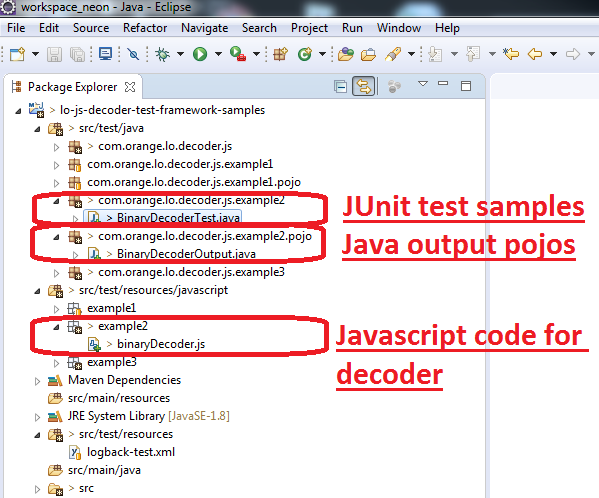 workspace_neon - Java - Eclipse
File Edit Source Refactor Navigate Search Project Run Window Help
Package Explorer
> lo-js-decoder-test-framework-samples
> src/test/java
> com.orange.lo.decoder.js
com.orange.lo.decoder.js.example1
com.orange.lo.decoder.js.example1.pojo
> com.orange.lo.decoder.js.example2
> BinaryDecoderTest.java
JUnit test samples
> com.orange.lo.decoder.js.example2.pojo
> BinaryDecoderOutput.java
Java output pojos
> com.orange.lo.decoder.js.example3
> src/test/resources/javascript
example1
> example2
> binaryDecoder.js
Javascript code for
decoder
example3
Maven Dependencies
src/main/resources
JRE System Library [JavaSE-1.8]
> src/test/resources
logback-test.xml
src/main/java
> src